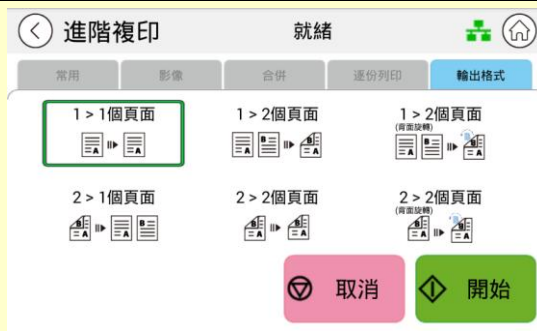 進階複印
就緒
常用
影像
合併
逐份列印
輸出格式
1 > 1個頁面
1 > 2個頁面
1 > 2個頁面
(背面旋轉)
A
A
A
B
B
A
A
B
B
A
2 > 1個頁面
2 > 2個頁面
2 > 2個頁面
(背面旋轉)
B
A
A
B
B
A
B
A
B
A
B
A
取消
開始